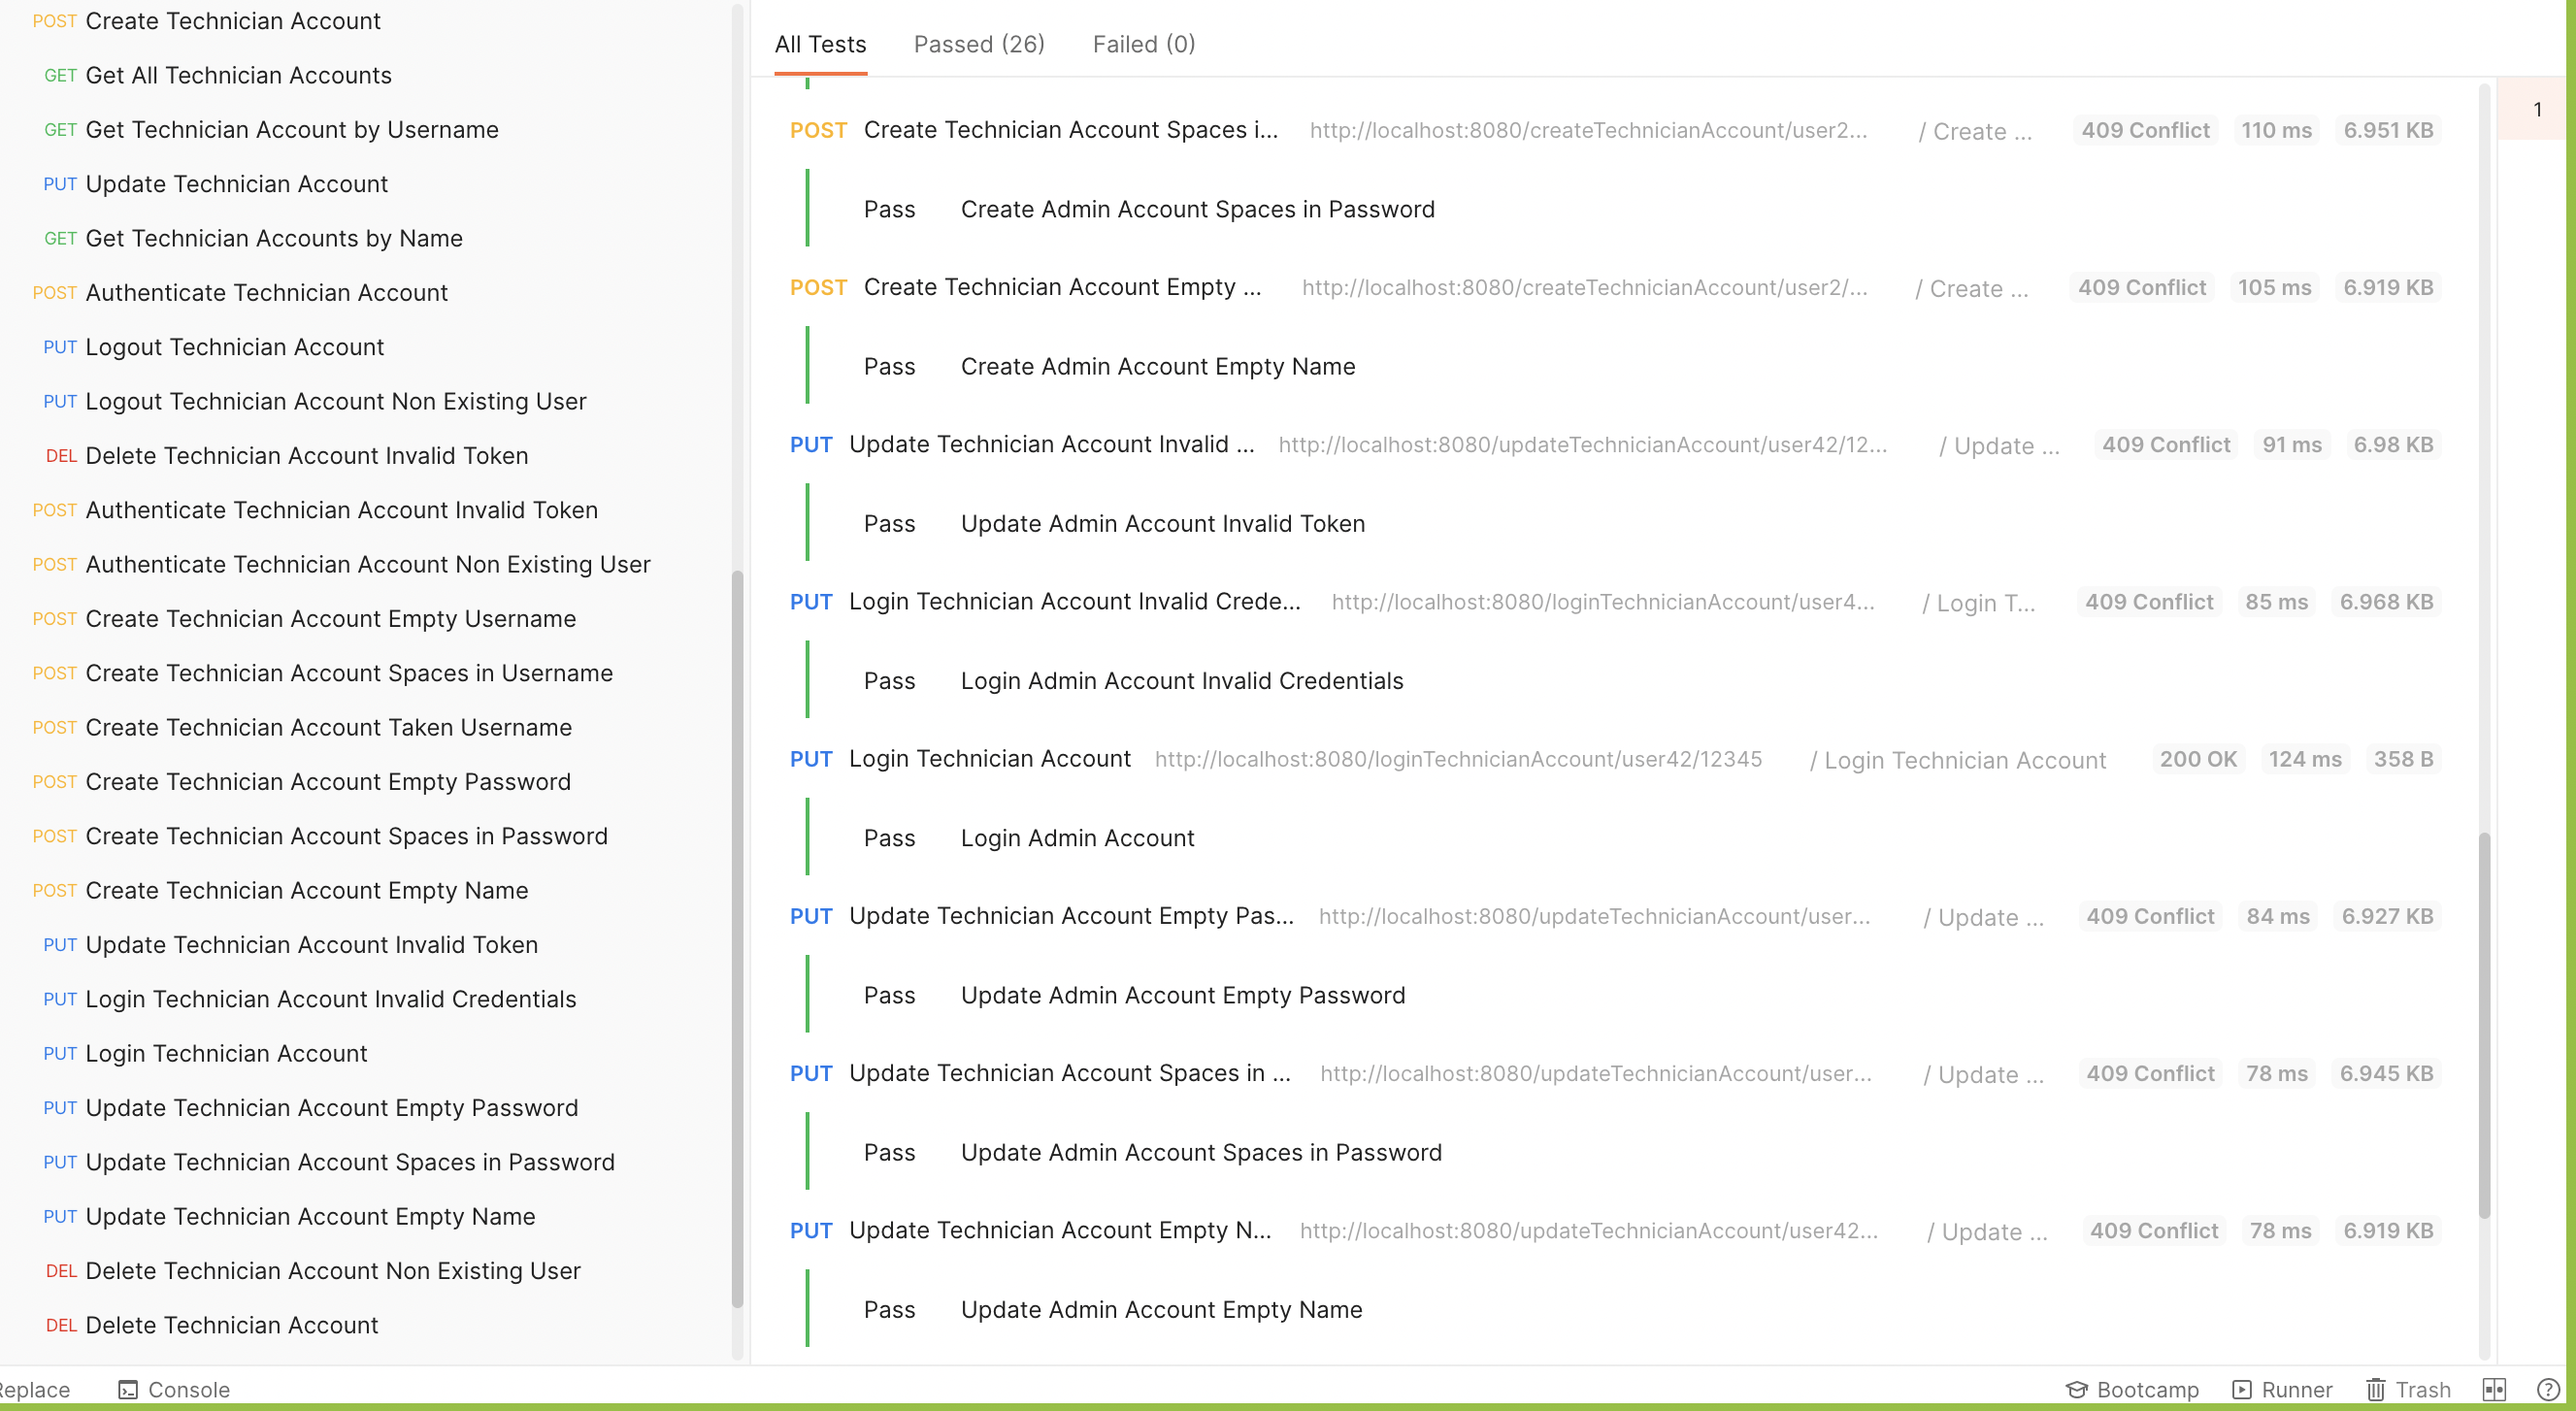 POST Create Technician Account
GET Get All Technician Accounts
GET Get Technician Account by Username
PUT Update Technician Account
GET Get Technician Accounts by Name
POST Authenticate Technician Account
PUT Logout Technician Account
PUT Logout Technician Account Non Existing User
DEL Delete Technician Account Invalid Token
POST Authenticate Technician Account Invalid Token
POST Authenticate Technician Account Non Existing User
POST Create Technician Account Empty Username
POST Create Technician Account Spaces in Username
POST Create Technician Account Taken Username
POST Create Technician Account Empty Password
POST Create Technician Account Spaces in Password
POST Create Technician Account Empty Name
PUT Update Technician Account Invalid Token
PUT Login Technician Account Invalid Credentials
PUT Login Technician Account
PUT Update Technician Account Empty Password
PUT Update Technician Account Spaces in Password
PUT Update Technician Account Empty Name
DEL Delete Technician Account Non Existing User
DEL Delete Technician Account
All Tests Passed (26) Failed (0)
1
POST Create Technician Account Spaces i... http://localhost:8080/createTechnicianAccount/user2... / Create ... 409 Conflict 110 ms 6.951 KB
Pass Create Admin Account Spaces in Password
POST Create Technician Account Empty ... http://localhost:8080/createTechnicianAccount/user2/... / Create ... 409 Conflict 105 ms 6.919 KB
Pass Create Admin Account Empty Name
PUT Update Technician Account Invalid ... http://localhost:8080/updateTechnicianAccount/user42/12... / Update ... 409 Conflict 91 ms 6.98 KB
Pass Update Admin Account Invalid Token
PUT Login Technician Account Invalid Crede... http://localhost:8080/loginTechnicianAccount/user4... / Login T... 409 Conflict 85 ms 6.968 KB
Pass Login Admin Account Invalid Credentials
PUT Login Technician Account http://localhost:8080/loginTechnicianAccount/user42/12345 / Login Technician Account 200 OK 124 ms 358 B
Pass Login Admin Account
PUT Update Technician Account Empty Pas... http://localhost:8080/updateTechnicianAccount/user... / Update ... 409 Conflict 84 ms 6.927 KB
Pass Update Admin Account Empty Password
PUT Update Technician Account Spaces in ... http://localhost:8080/updateTechnicianAccount/user... / Update ... 409 Conflict 78 ms 6.945 KB
Pass Update Admin Account Spaces in Password
PUT Update Technician Account Empty N... http://localhost:8080/updateTechnicianAccount/user42... / Update ... 409 Conflict 78 ms 6.919 KB
Pass Update Admin Account Empty Name
Replace Console Bootcamp Runner Trash